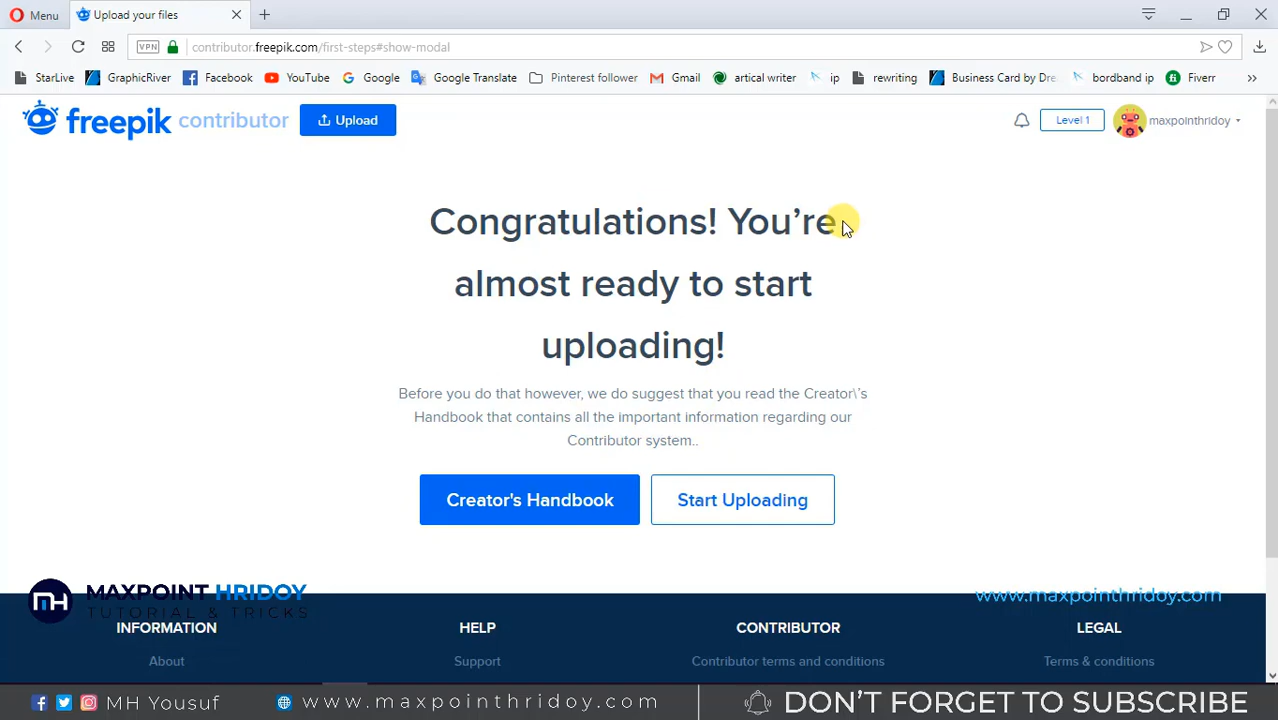 Menu
Upload your files
VPN
contributor.freepik.com/first-steps#show-modal
StarLive GraphicRiver Facebook YouTube Google Google Translate Pinterest follower Gmail artical writer ip rewriting Business Card by Dre bordband ip Fiverr
freepik contributor
Upload
Level 1
maxpointhridoy
Congratulations! You’re
almost ready to start
uploading!
Before you do that however, we do suggest that you read the Creator\'s
Handbook that contains all the important information regarding our
Contributor system..
Creator's Handbook
Start Uploading
MAXPOINT HRIDOY
TUTORIAL & TRICKS
www.maxpointhridoy.com
INFORMATION HELP CONTRIBUTOR LEGAL
About Support Contributor terms and conditions Terms & conditions
MH Yousuf
www.maxpointhridoy.com
DON'T FORGET TO SUBSCRIBE